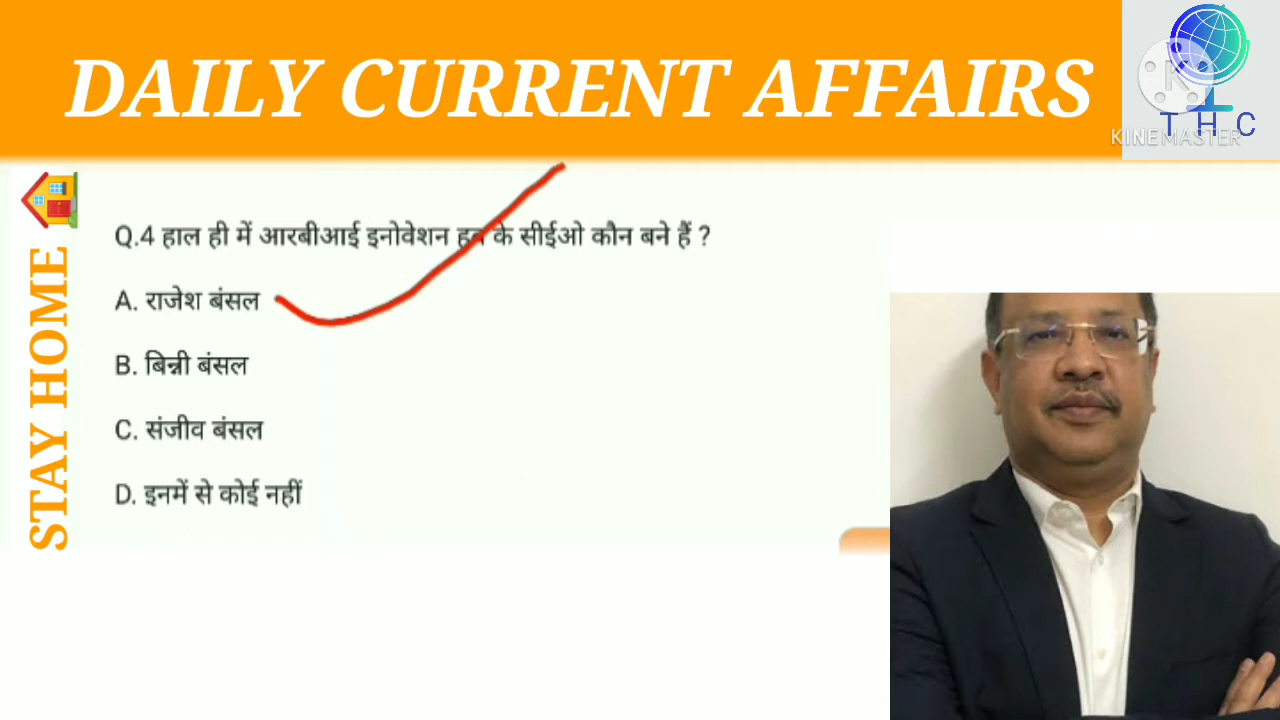 DAILY CURRENT AFFAIRS
T H C
KINEMASTER
STAY HOME
Q.4 हाल ही में आरबीआई इनोवेशन हब के सीईओ कौन बने हैं ?
A. राजेश बंसल
B. बिन्नी बंसल
C. संजीव बंसल
D. इनमें से कोई नहीं